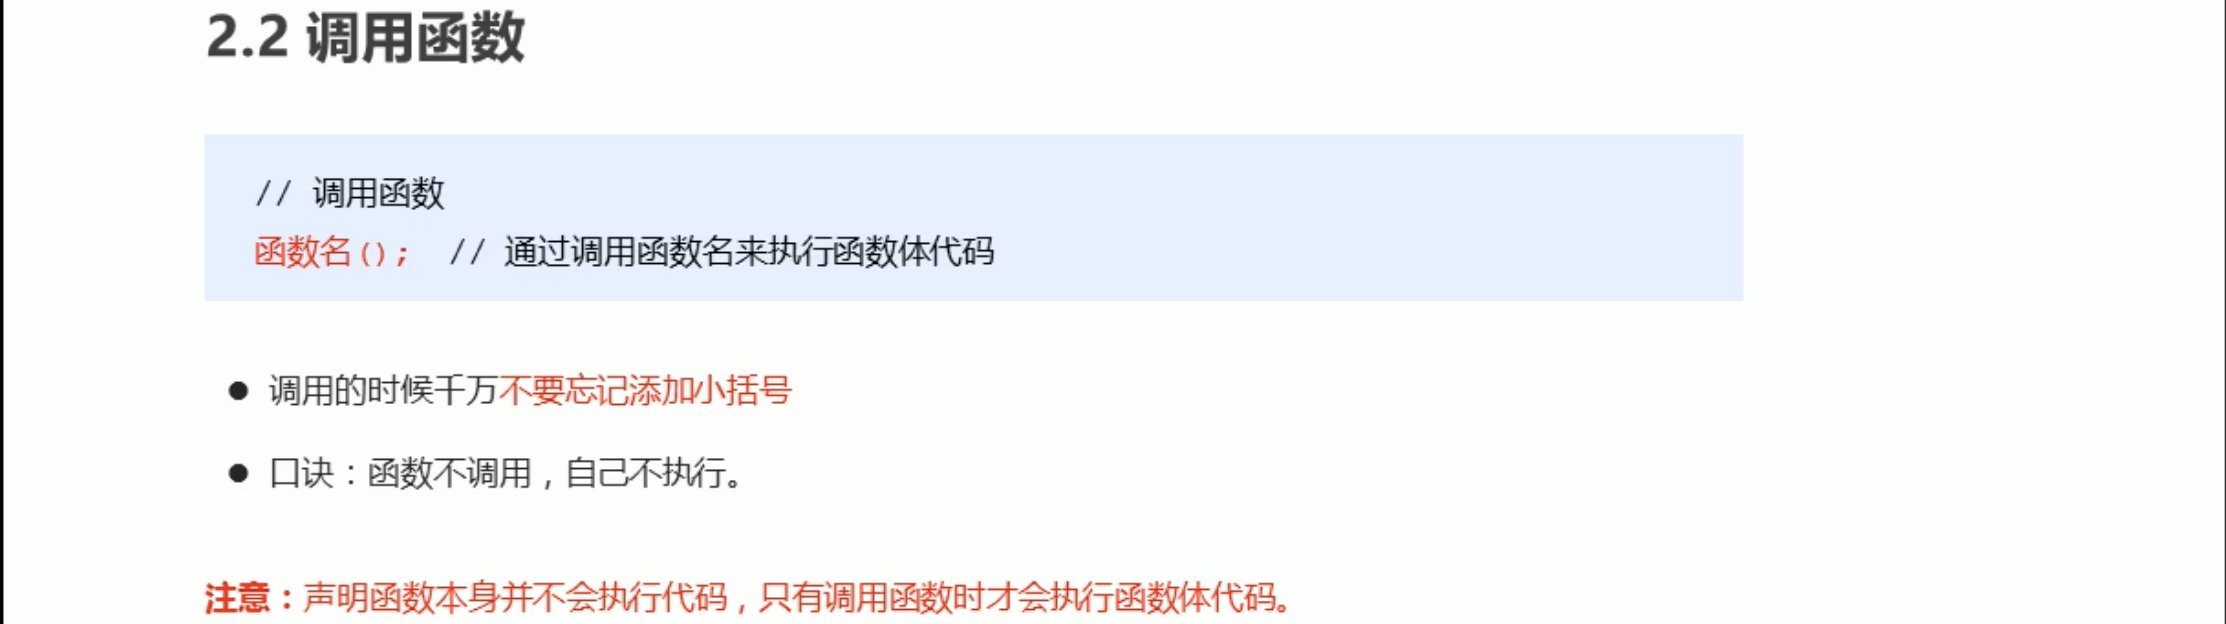 2.2 调用函数
// 调用函数
函数名();  // 通过调用函数名来执行函数体代码
● 调用的时候千万不要忘记添加小括号
● 口诀：函数不调用，自己不执行。
注意：声明函数本身并不会执行代码，只有调用函数时才会执行函数体代码。